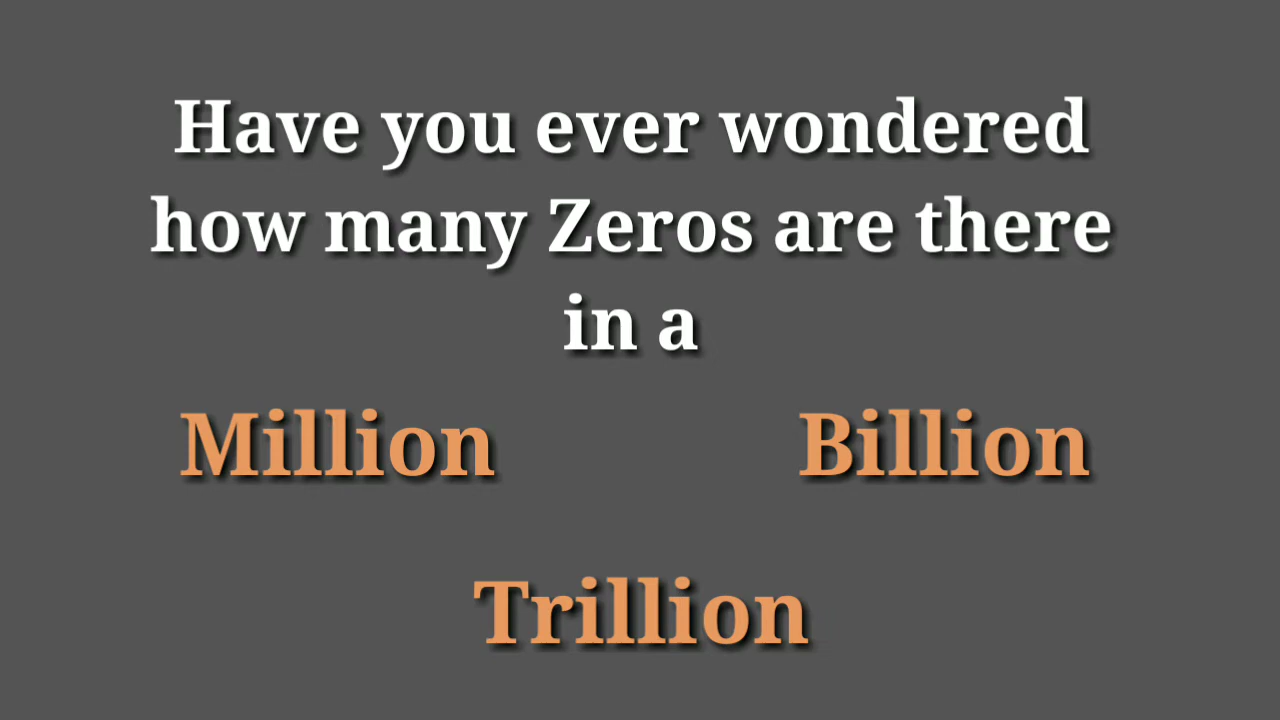 Have you ever wondered
how many Zeros are there
in a
Million Billion
Trillion